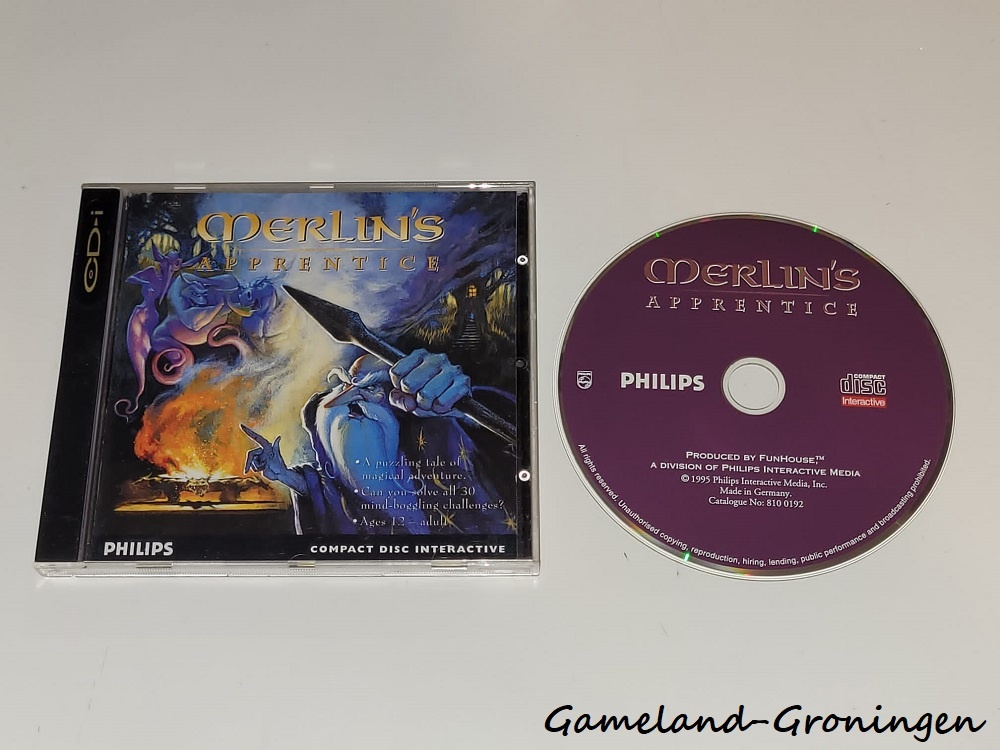 CD-i
MERLIN'S
APPRENTICE
• A puzzling tale of
magical adventure.
• Can you solve all 30
mind-boggling challenges?
• Ages 12 – adult
PHILIPS
COMPACT DISC INTERACTIVE
MERLIN'S
APPRENTICE
PHILIPS
COMPACT
disc
Interactive
PRODUCED BY FUNHOUSE,™
A DIVISION OF PHILIPS INTERACTIVE MEDIA
© 1995 Philips Interactive Media, Inc.
Made in Germany.
Catalogue No: 810 0192
All rights reserved. Unauthorised copying, reproduction, hiring, lending, public performance and broadcasting prohibited.
Gameland-Groningen